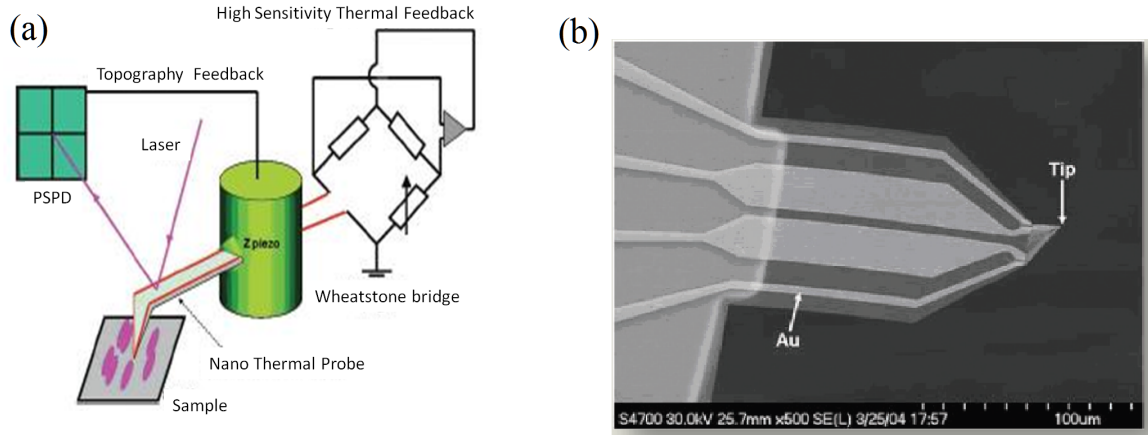 (a)
High Sensitivity Thermal Feedback
Topography Feedback
Laser
PSPD
Z piezo
Wheatstone bridge
Nano Thermal Probe
Sample
(b)
Tip
Au
S4700 30.0kV 25.7mm x500 SE(L) 3/25/04 17:57
100um